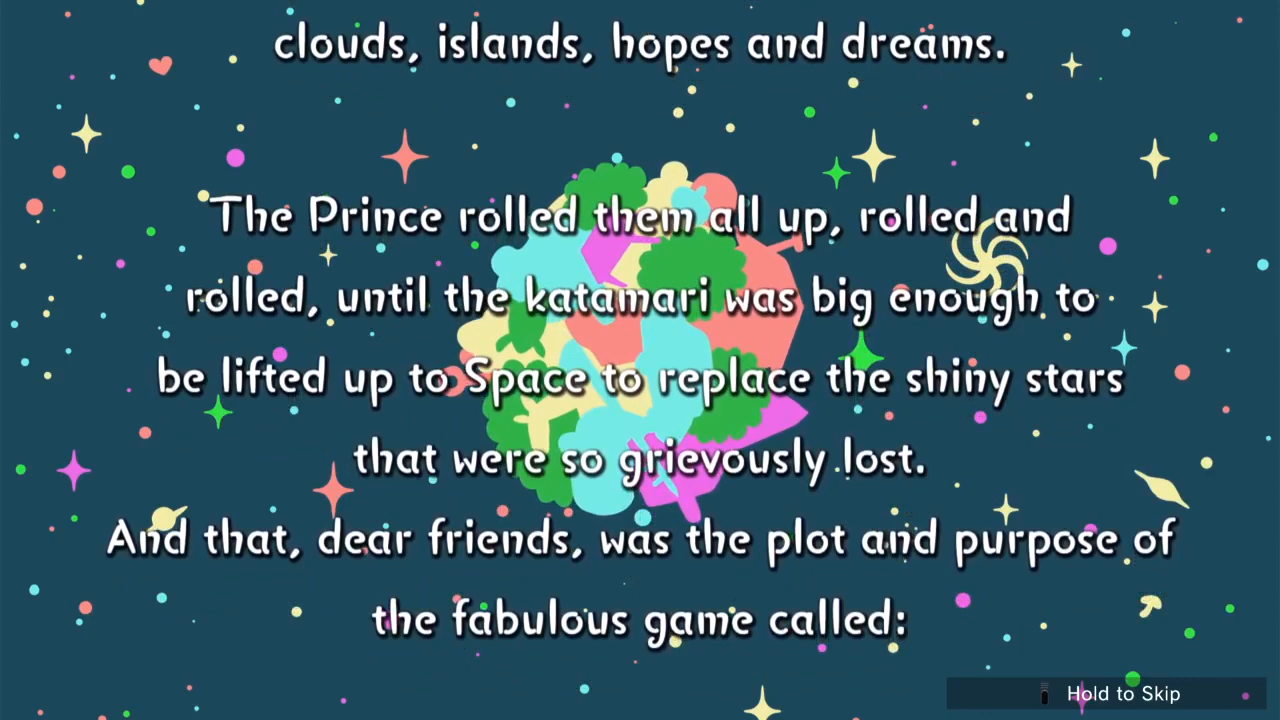 clouds, islands, hopes and dreams.
The Prince rolled them all up, rolled and
rolled, until the katamari was big enough to
be lifted up to Space to replace the shiny stars
that were so grievously lost.
And that, dear friends, was the plot and purpose of
the fabulous game called:
Hold to Skip